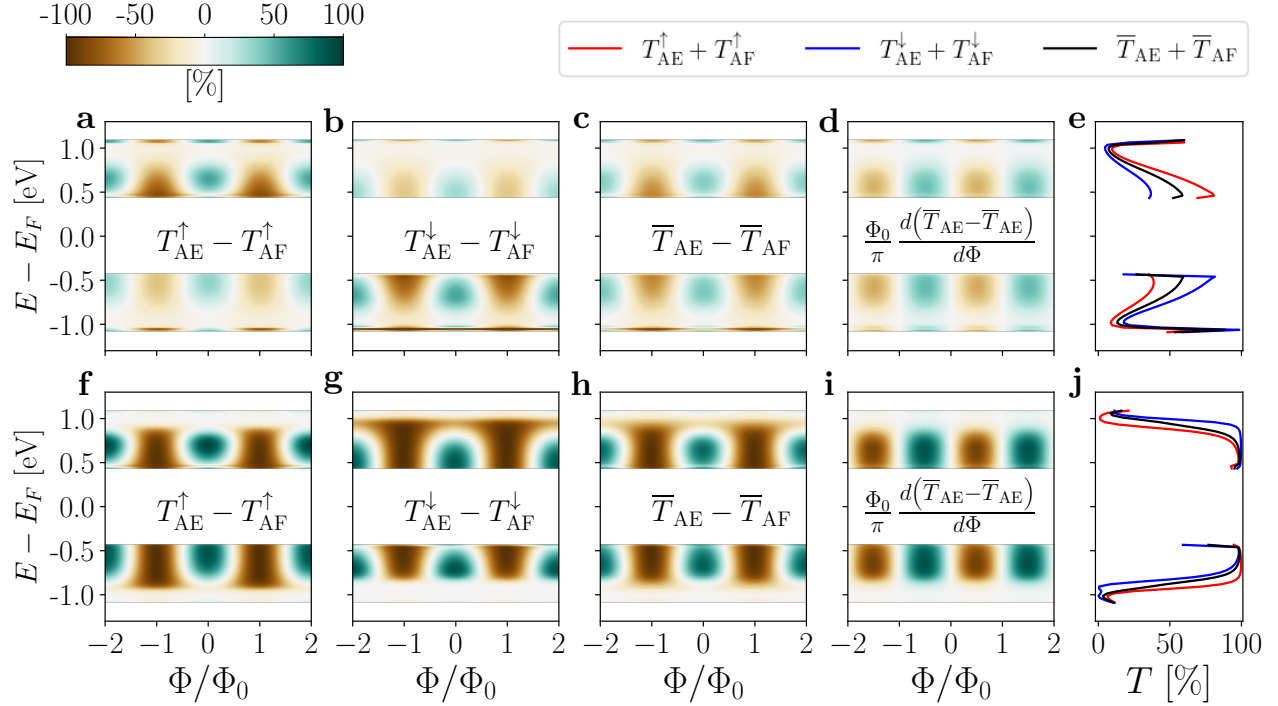 -100 -50 0 50 100
[%]
T↑AE + T↑AF T↓AE + T↓AF T̅AE + T̅AF
a b c d e
1.0
0.5
0.0
−0.5
−1.0
E − EF [eV]
T↑AE − T↑AF T↓AE − T↓AF T̅AE − T̅AF Φ0/π d(T̅AE−T̅AE)/dΦ
f g h i j
1.0
0.5
0.0
−0.5
−1.0
E − EF [eV]
T↑AE − T↑AF T↓AE − T↓AF T̅AE − T̅AF Φ0/π d(T̅AE−T̅AE)/dΦ
−2 −1 0 1 2 −2 −1 0 1 2 −2 −1 0 1 2 −2 −1 0 1 2 0 50 100
Φ/Φ0 Φ/Φ0 Φ/Φ0 Φ/Φ0 T [%]